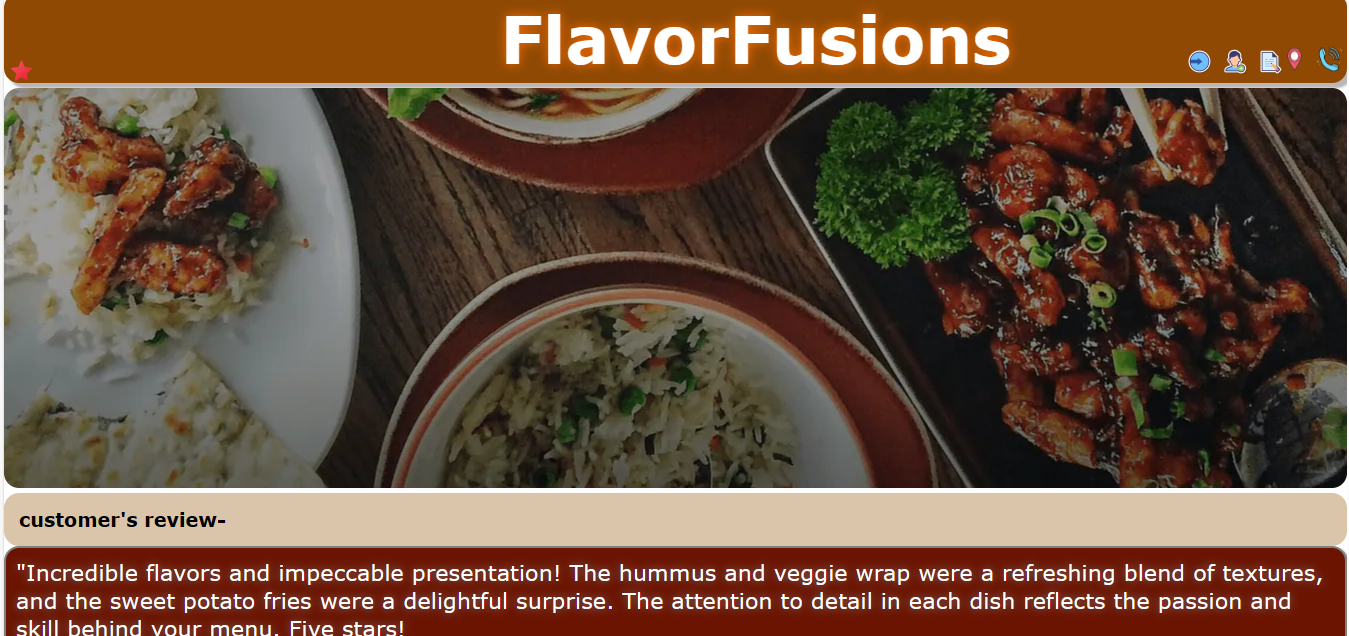 FlavorFusions
customer's review-
"Incredible flavors and impeccable presentation! The hummus and veggie wrap were a refreshing blend of textures,
and the sweet potato fries were a delightful surprise. The attention to detail in each dish reflects the passion and
skill behind your menu. Five stars!